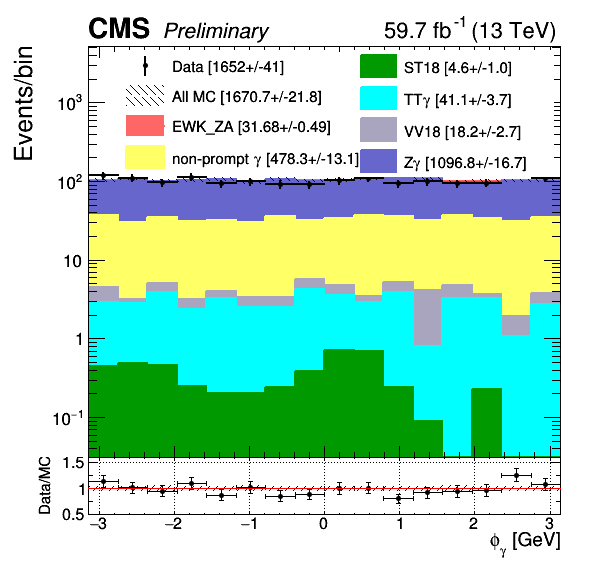 CMS Preliminary 59.7 fb⁻¹ (13 TeV)
Events/bin
Data [1652+/-41]
All MC [1670.7+/-21.8]
EWK_ZA [31.68+/-0.49]
non-prompt γ [478.3+/-13.1]
ST18 [4.6+/-1.0]
TTγ [41.1+/-3.7]
VV18 [18.2+/-2.7]
Zγ [1096.8+/-16.7]
10³
10²
10
1
10⁻¹
Data/MC
1.5
1
0.5
−3 −2 −1 0 1 2 3
ϕγ [GeV]